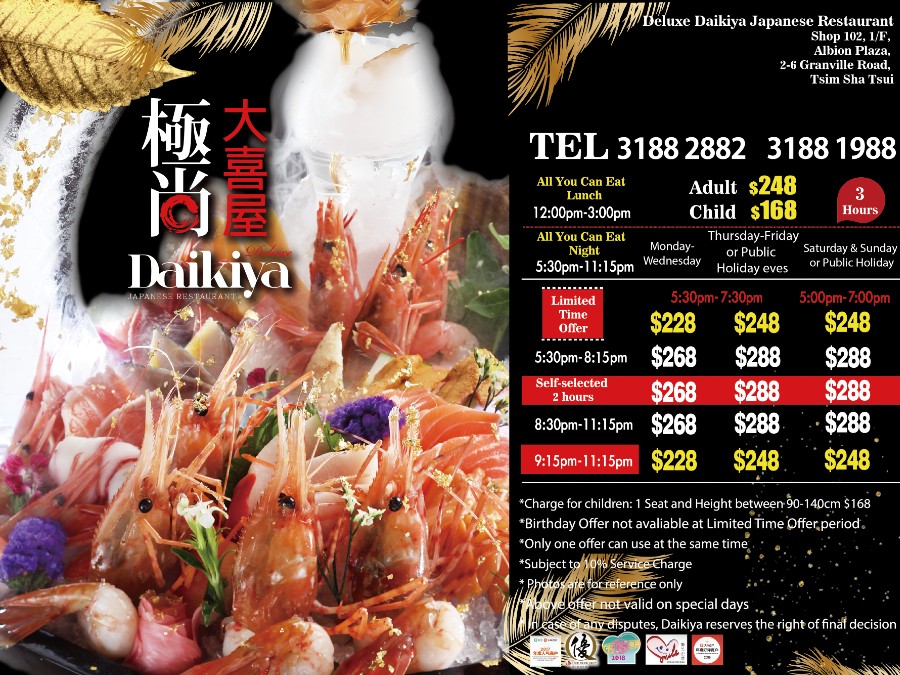 極尚
大喜屋
Deluxe
Daikiya
JAPANESE RESTAURANT
Deluxe Daikiya Japanese Restaurant
Shop 102, 1/F,
Albion Plaza,
2-6 Granville Road,
Tsim Sha Tsui
TEL 3188 2882 3188 1988
All You Can Eat
Lunch
12:00pm-3:00pm
Adult $248
Child $168
3
Hours
All You Can Eat
Night
5:30pm-11:15pm
Monday-
Wednesday
Thursday-Friday
or Public
Holiday eves
Saturday & Sunday
or Public Holiday
Limited
Time
Offer
5:30pm-7:30pm 5:00pm-7:00pm
$228 $248 $248
5:30pm-8:15pm $268 $288 $288
Self-selected
2 hours
$268 $288 $288
8:30pm-11:15pm $268 $288 $288
9:15pm-11:15pm $228 $248 $248
*Charge for children: 1 Seat and Height between 90-140cm $168
*Birthday Offer not avaliable at Limited Time Offer period
*Only one offer can use at the same time
*Subject to 10% Service Charge
* Photos are for reference only
*Above offer not valid on special days
* In case of any disputes, Daikiya reserves the right of final decision
優
2018